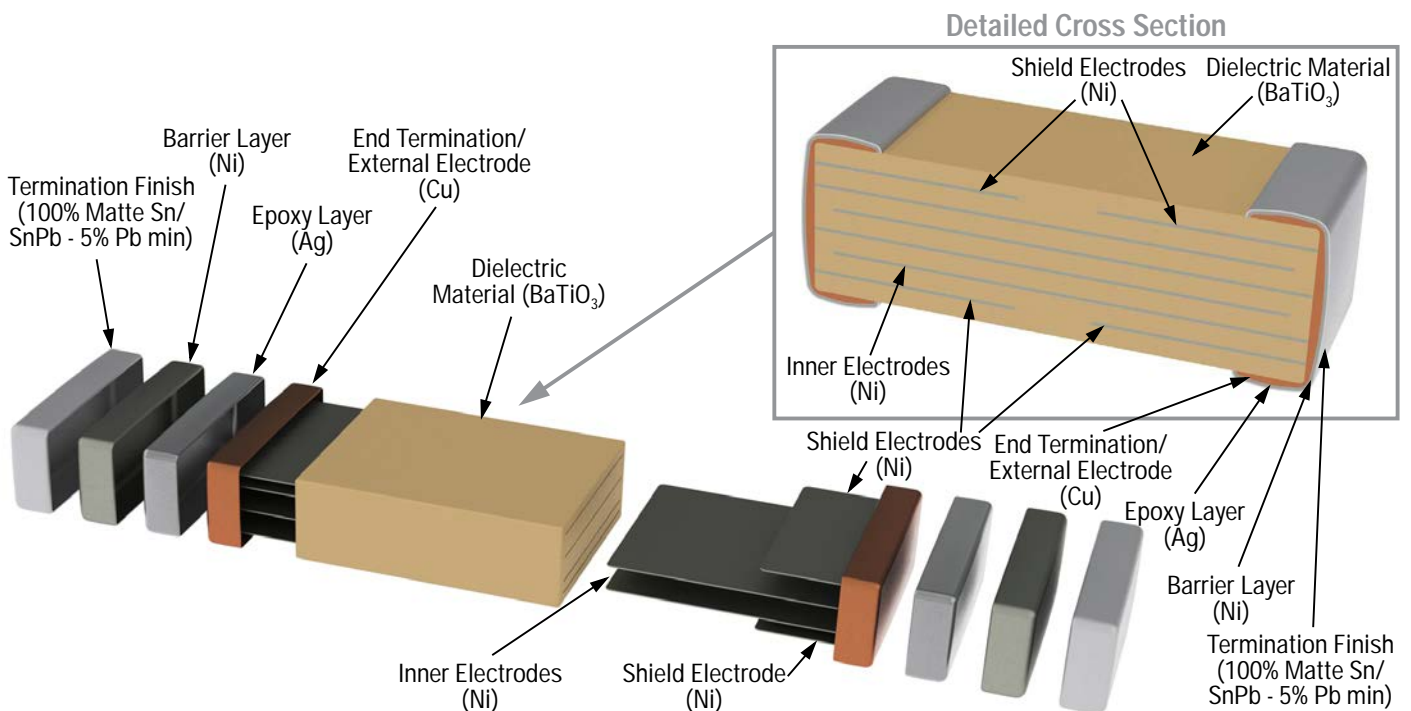 Detailed Cross Section
Shield Electrodes
(Ni)
Dielectric Material
(BaTiO₃)
Inner Electrodes
(Ni)
Barrier Layer
(Ni)
End Termination/
External Electrode
(Cu)
Termination Finish
(100% Matte Sn/
SnPb - 5% Pb min)
Epoxy Layer
(Ag)
Dielectric
Material (BaTiO₃)
Shield Electrodes
(Ni)
End Termination/
External Electrode
(Cu)
Epoxy Layer
(Ag)
Barrier Layer
(Ni)
Termination Finish
(100% Matte Sn/
SnPb - 5% Pb min)
Inner Electrodes
(Ni)
Shield Electrode
(Ni)